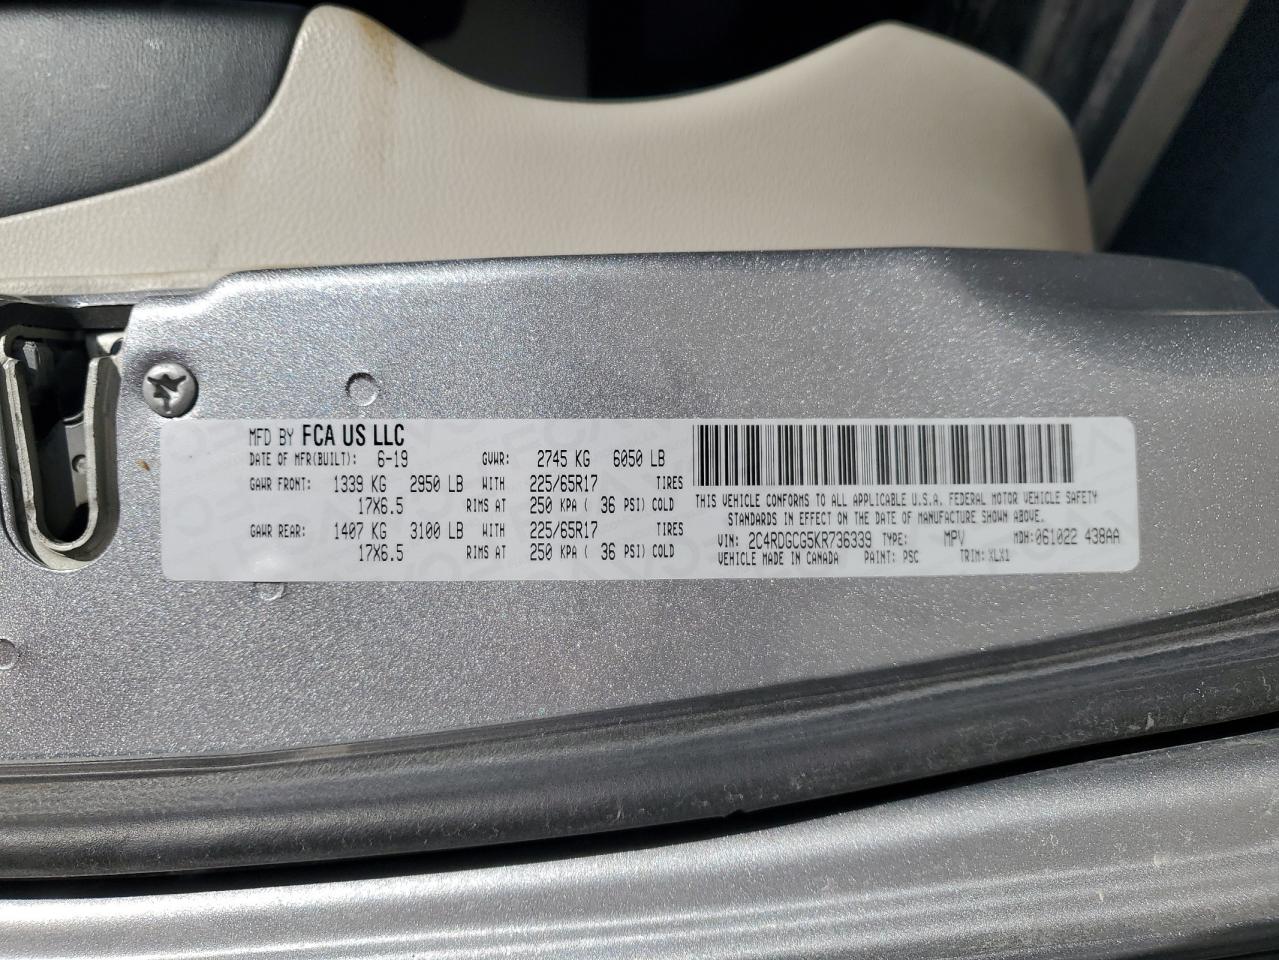 MFD BY FCA US LLC
DATE OF MFR(BUILT): 6-19 GVWR: 2745 KG 6050 LB
GAWR FRONT: 1339 KG 2950 LB WITH 225/65R17 TIRES
17X6.5 RIMS AT 250 KPA ( 36 PSI) COLD
GAWR REAR: 1407 KG 3100 LB WITH 225/65R17 TIRES
17X6.5 RIMS AT 250 KPA ( 36 PSI) COLD
THIS VEHICLE CONFORMS TO ALL APPLICABLE U.S.A. FEDERAL MOTOR VEHICLE SAFETY
STANDARDS IN EFFECT ON THE DATE OF MANUFACTURE SHOWN ABOVE.
VIN: 2C4RDGCG5KR736339 TYPE: MPV MDH:061022 438AA
VEHICLE MADE IN CANADA PAINT: PSC TRIM: XLX1